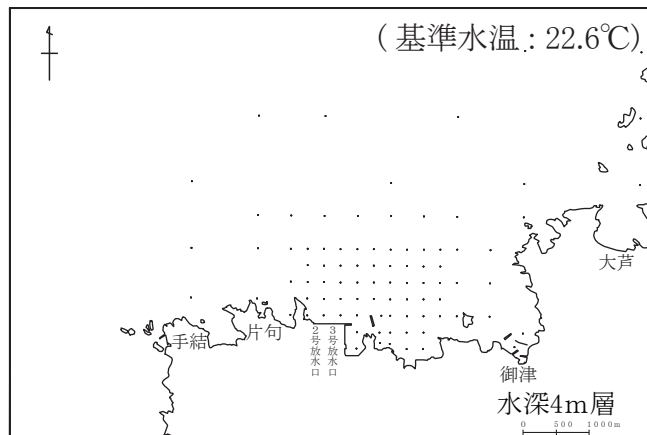 （基準水温：22.6℃）
大芦
手結
片句
2号放水口
3号放水口
御津
水深4m層
0 500 1000m